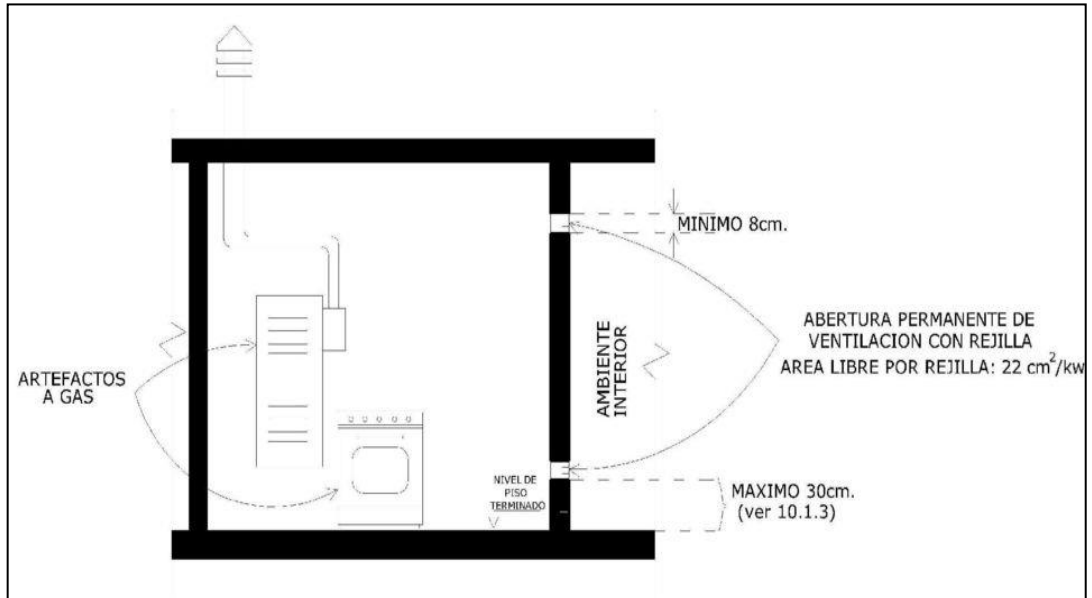 MINIMO 8cm.
ABERTURA PERMANENTE DE
VENTILACION CON REJILLA
AREA LIBRE POR REJILLA: 22 cm²/kw
AMBIENTE
INTERIOR
ARTEFACTOS
A GAS
NIVEL DE
PISO
TERMINADO
MAXIMO 30cm.
(ver 10.1.3)